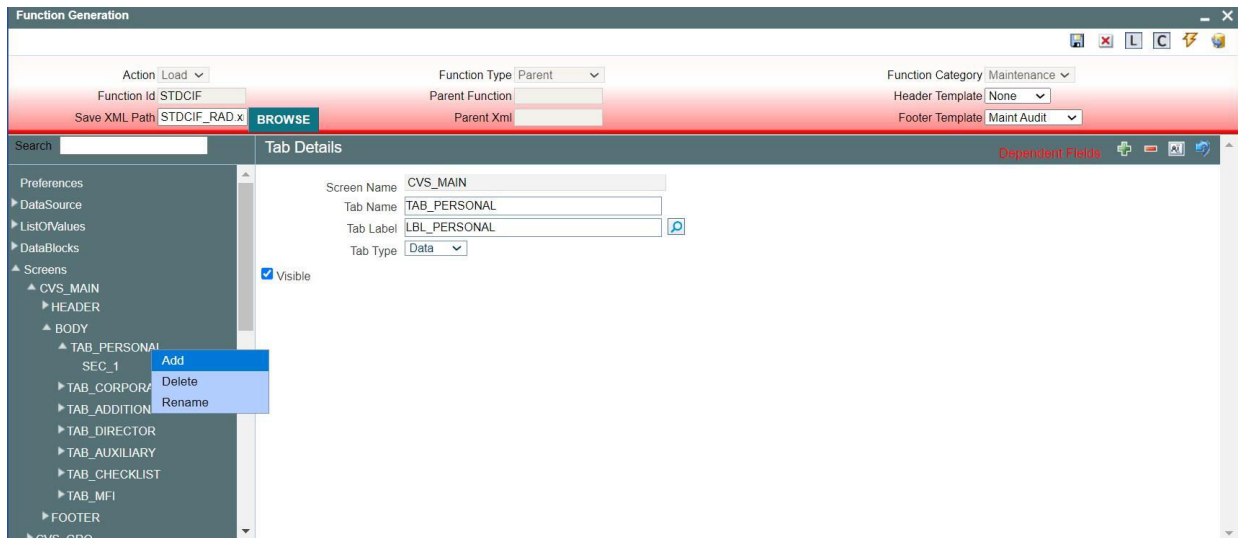 Function Generation
L C
Action Load Function Type Parent Function Category Maintenance
Function Id STDCIF Parent Function Header Template None
Save XML Path STDCIF_RAD.x BROWSE Parent Xml Footer Template Maint Audit
Search Tab Details Dependent Fields
Preferences
DataSource
ListOfValues
DataBlocks
Screens
CVS_MAIN
HEADER
BODY
TAB_PERSONAL
SEC_1
TAB_CORPORA
TAB_ADDITION
TAB_DIRECTOR
TAB_AUXILIARY
TAB_CHECKLIST
TAB_MFI
FOOTER
Add
Delete
Rename
Screen Name CVS_MAIN
Tab Name TAB_PERSONAL
Tab Label LBL_PERSONAL
Tab Type Data
Visible